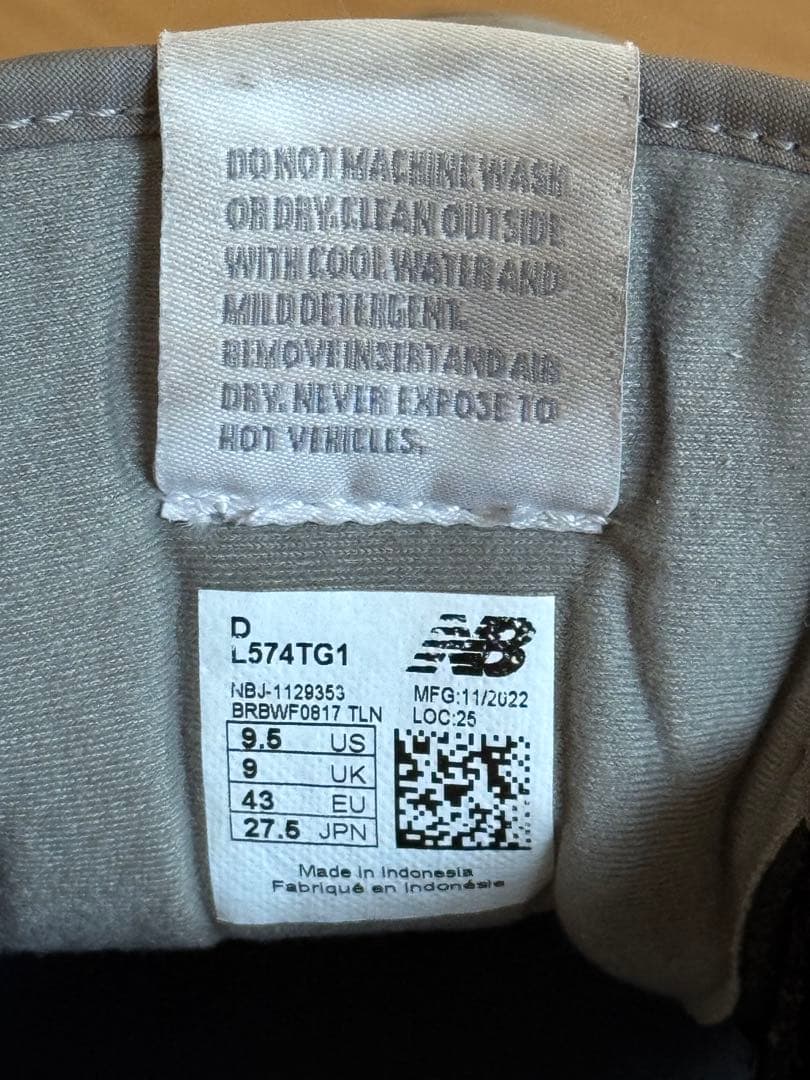 DO NOT MACHINE WASH
OR DRY. CLEAN OUTSIDE
WITH COOL WATER AND
MILD DETERGENT.
REMOVE INSERT AND AIR
DRY. NEVER EXPOSE TO
HOT VEHICLES.
D
L574TG1
NB
NBJ-1129353
BRBWF0817 TLN
MFG:11/2022
LOC:25
9.5 US
9 UK
43 EU
27.5 JPN
Made in Indonesia
Fabriqué en Indonésie